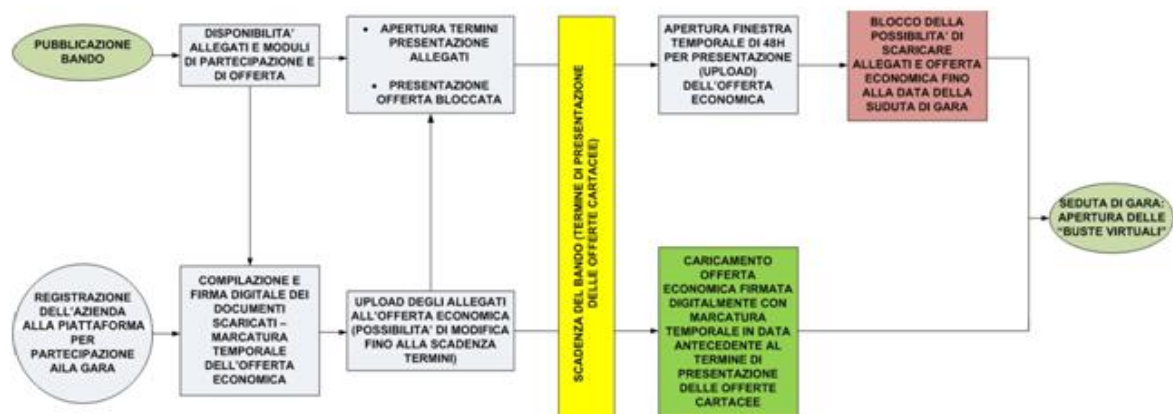 PUBBLICAZIONE
BANDO
DISPONIBILITA'
ALLEGATI E MODULI
DI PARTECIPAZIONE E
DI OFFERTA
• APERTURA TERMINI
PRESENTAZIONE
ALLEGATI
• PRESENTAZIONE
OFFERTA BLOCCATA
SCADENZA DEL BANDO (TERMINE DI PRESENTAZIONE
DELLE OFFERTE CARTACEE)
APERTURA FINESTRA
TEMPORALE DI 48H
PER PRESENTAZIONE
(UPLOAD)
DELL'OFFERTA
ECONOMICA
BLOCCO DELLA
POSSIBILITA' DI
SCARICARE
ALLEGATI E OFFERTA
ECONOMICA FINO
ALLA DATA DELLA
SUDUTA DI GARA
SEDUTA DI GARA:
APERTURA DELLE
"BUSTE VIRTUALI"
REGISTRAZIONE
DELL'AZIENDA
ALLA PIATTAFORMA
PER
PARTECIPAZIONE
AILA GARA
COMPILAZIONE E
FIRMA DIGITALE DEI
DOCUMENTI
SCARICATI –
MARCATURA
TEMPORALE
DELL'OFFERTA
ECONOMICA
UPLOAD DEGLI ALLEGATI
ALL'OFFERTA ECONOMICA
(POSSIBILITA' DI MODIFICA
FINO ALLA SCADENZA
TERMINI)
CARICAMENTO
OFFERTA
ECONOMICA FIRMATA
DIGITALMENTE CON
MARCATURA
TEMPORALE IN DATA
ANTECEDENTE AL
TERMINE DI
PRESENTAZIONE
DELLE OFFERTE
CARTACEE